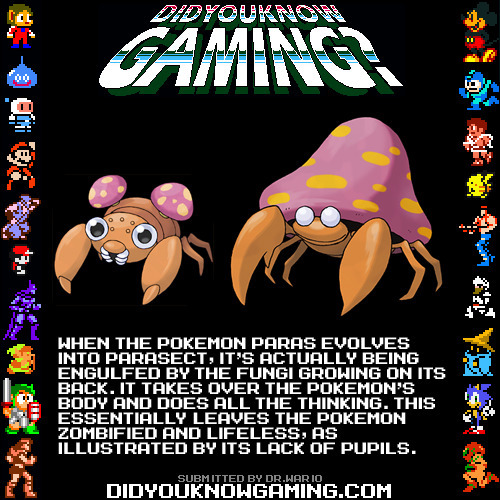 DIDYOUKNOW
GAMING?
WHEN THE POKEMON PARAS EVOLVES
INTO PARASECT, IT'S ACTUALLY BEING
ENGULFED BY THE FUNGI GROWING ON ITS
BACK. IT TAKES OVER THE POKEMON'S
BODY AND DOES ALL THE THINKING. THIS
ESSENTIALLY LEAVES THE POKEMON
ZOMBIFIED AND LIFELESS, AS
ILLUSTRATED BY ITS LACK OF PUPILS.
SUBMITTED BY DR.WARIO
DIDYOUKNOWGAMING.COM